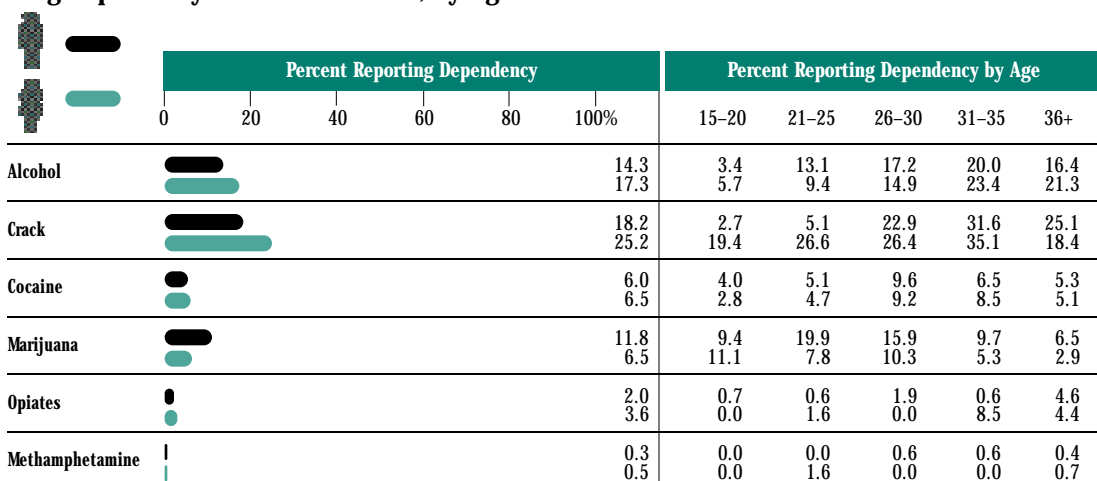 Percent Reporting Dependency Percent Reporting Dependency by Age
0 20 40 60 80 100% 15–20 21–25 26–30 31–35 36+
Alcohol 14.3 3.4 13.1 17.2 20.0 16.4
17.3 5.7 9.4 14.9 23.4 21.3
Crack 18.2 2.7 5.1 22.9 31.6 25.1
25.2 19.4 26.6 26.4 35.1 18.4
Cocaine 6.0 4.0 5.1 9.6 6.5 5.3
6.5 2.8 4.7 9.2 8.5 5.1
Marijuana 11.8 9.4 19.9 15.9 9.7 6.5
6.5 11.1 7.8 10.3 5.3 2.9
Opiates 2.0 0.7 0.6 1.9 0.6 4.6
3.6 0.0 1.6 0.0 8.5 4.4
Methamphetamine 0.3 0.0 0.0 0.6 0.6 0.4
0.5 0.0 1.6 0.0 0.0 0.7